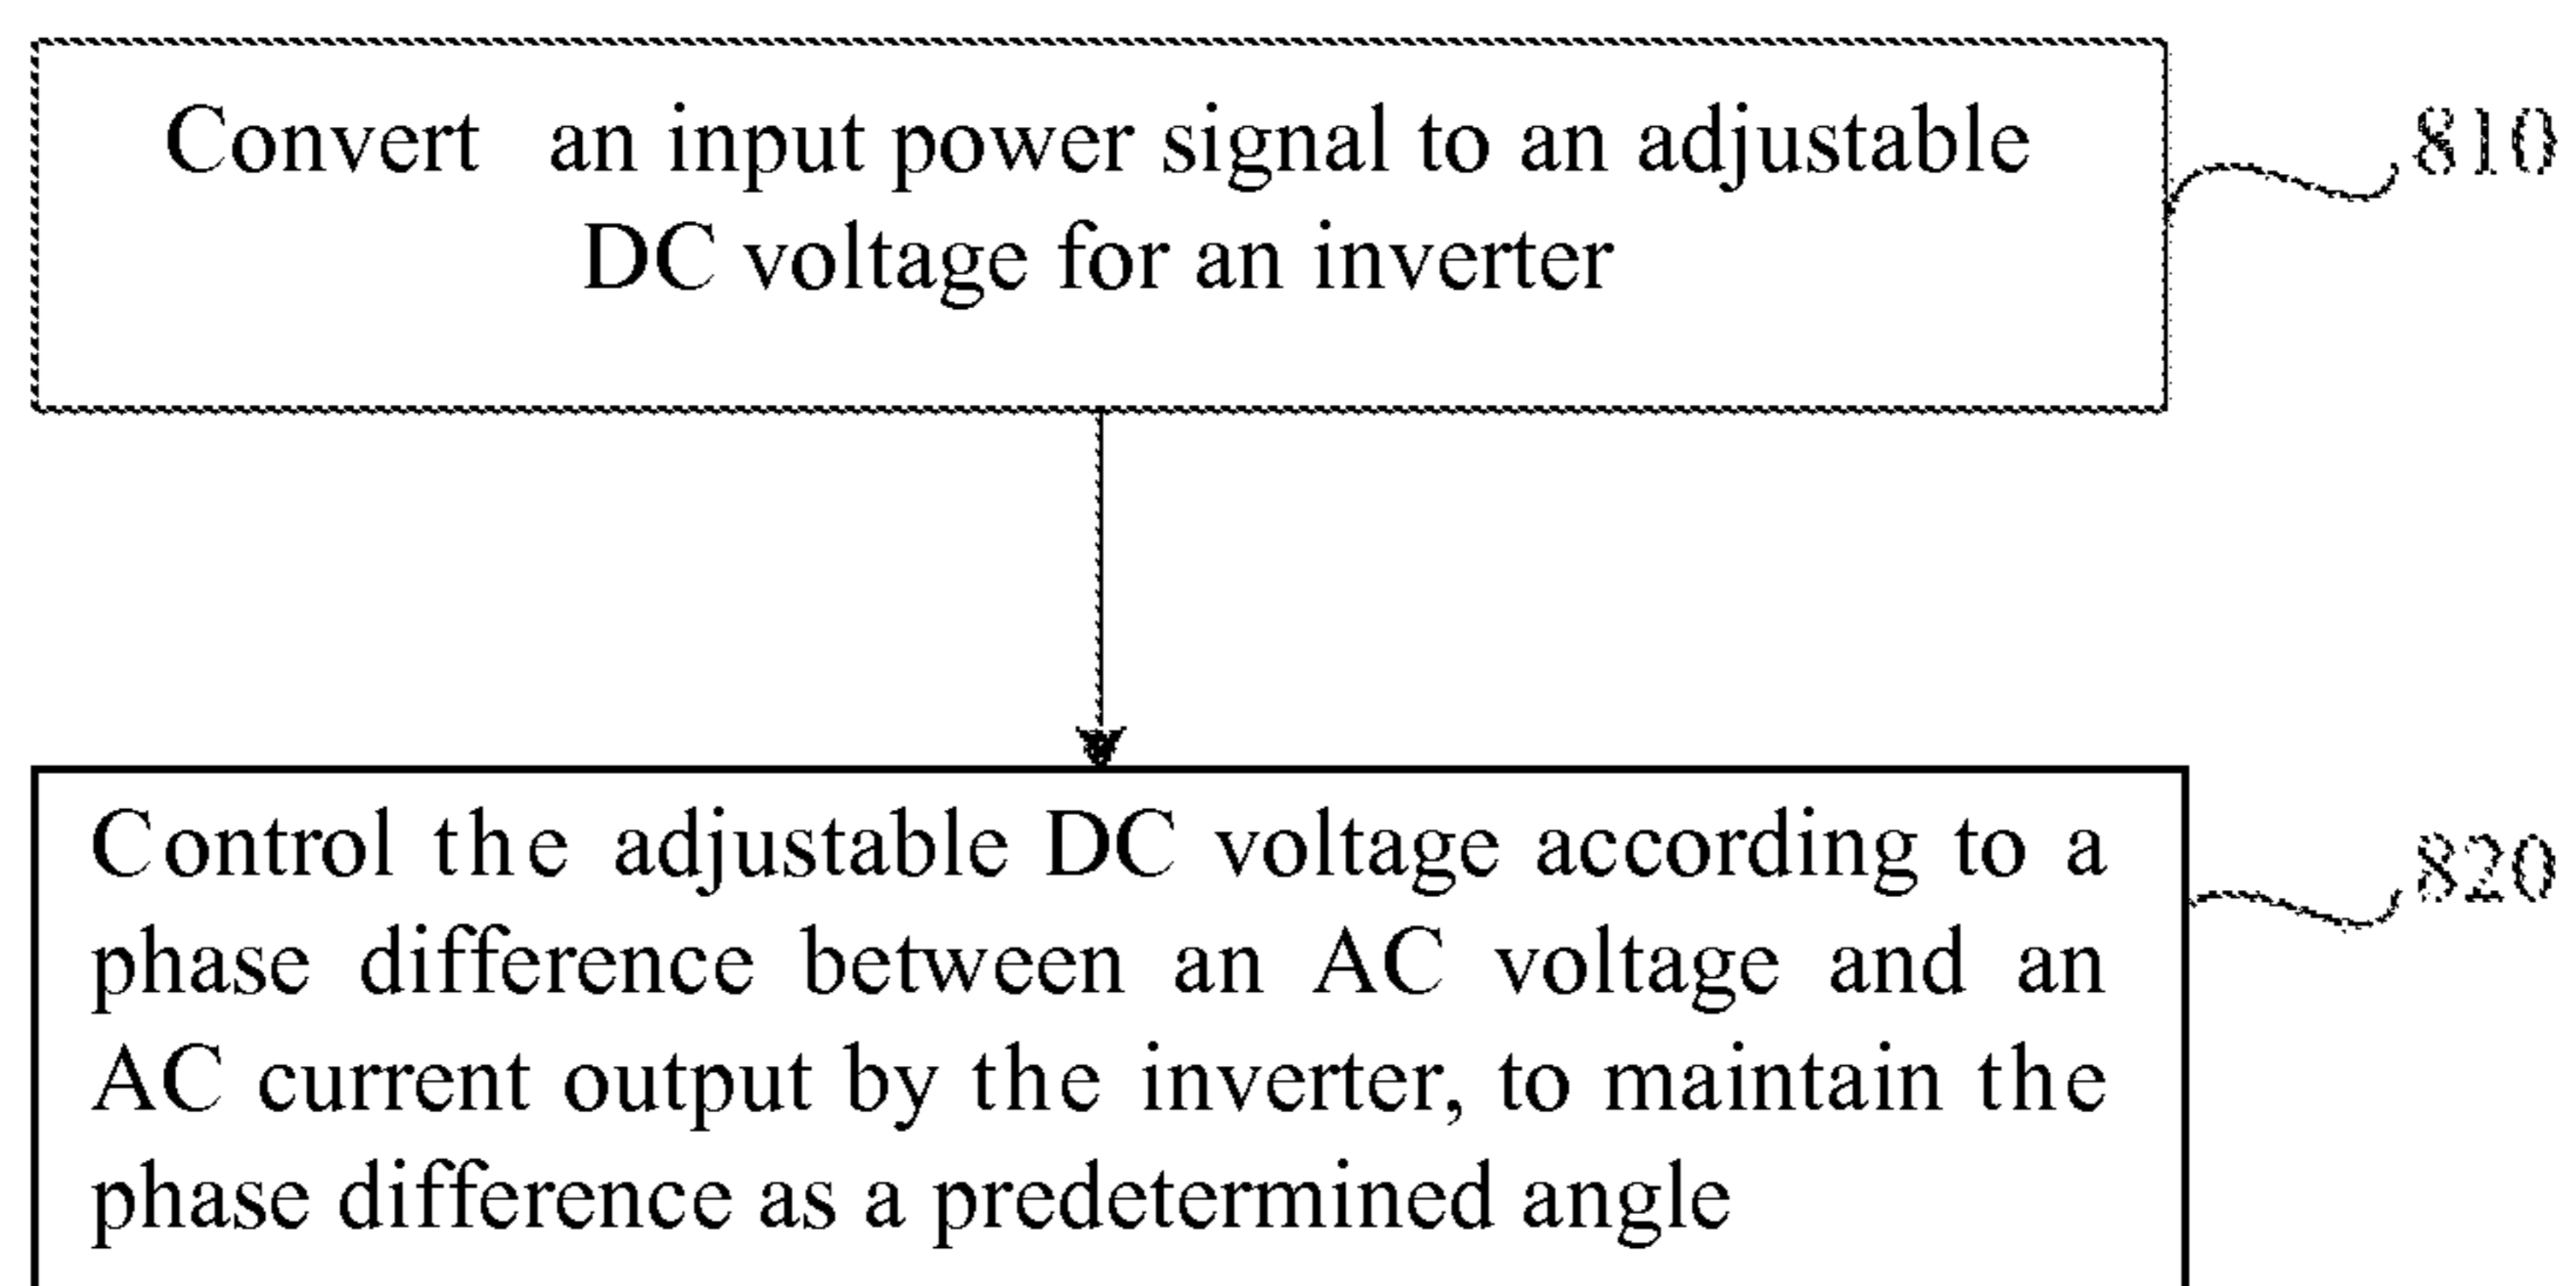 Convert an input power signal to an adjustable
DC voltage for an inverter
810
Control the adjustable DC voltage according to a
phase difference between an AC voltage and an
AC current output by the inverter, to maintain the
phase difference as a predetermined angle
820